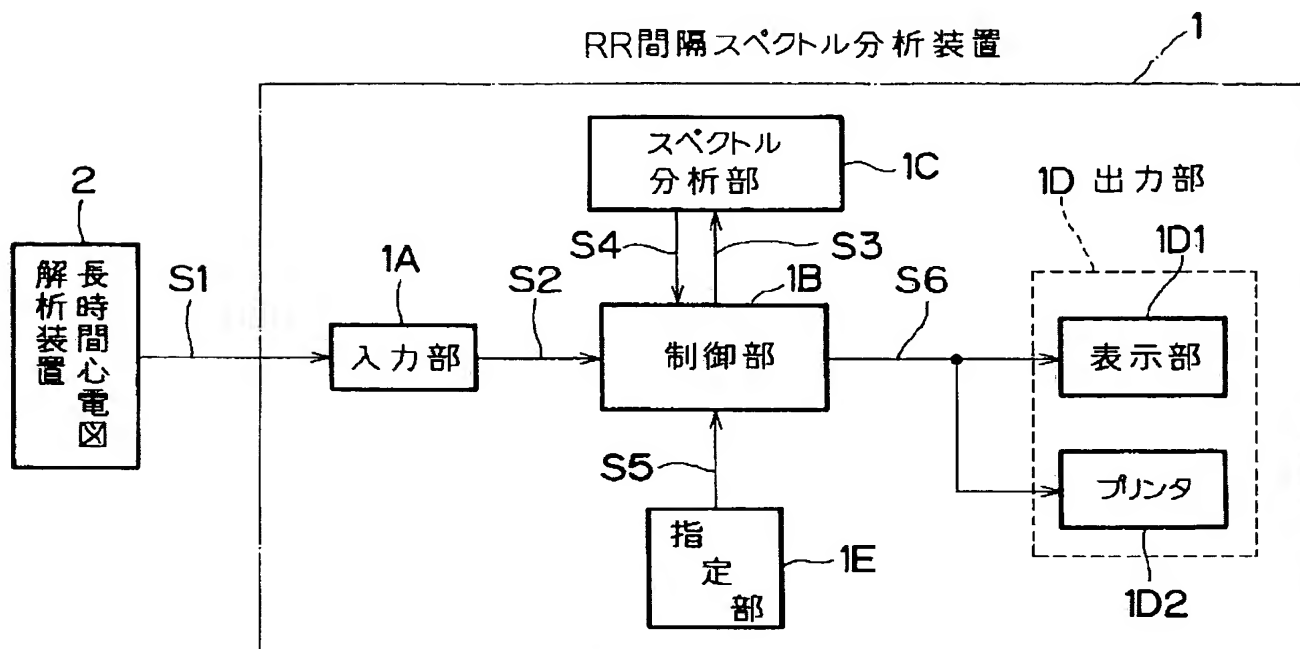 RR間隔スペクトル分析装置
1
スペクトル
分析部
1C
1D 出力部
2
長時間心電図
解析装置
S1
1A
入力部
S2
S4
S3
1B
制御部
S6
1D1
表示部
S5
プリンタ
指定部
1E
1D2